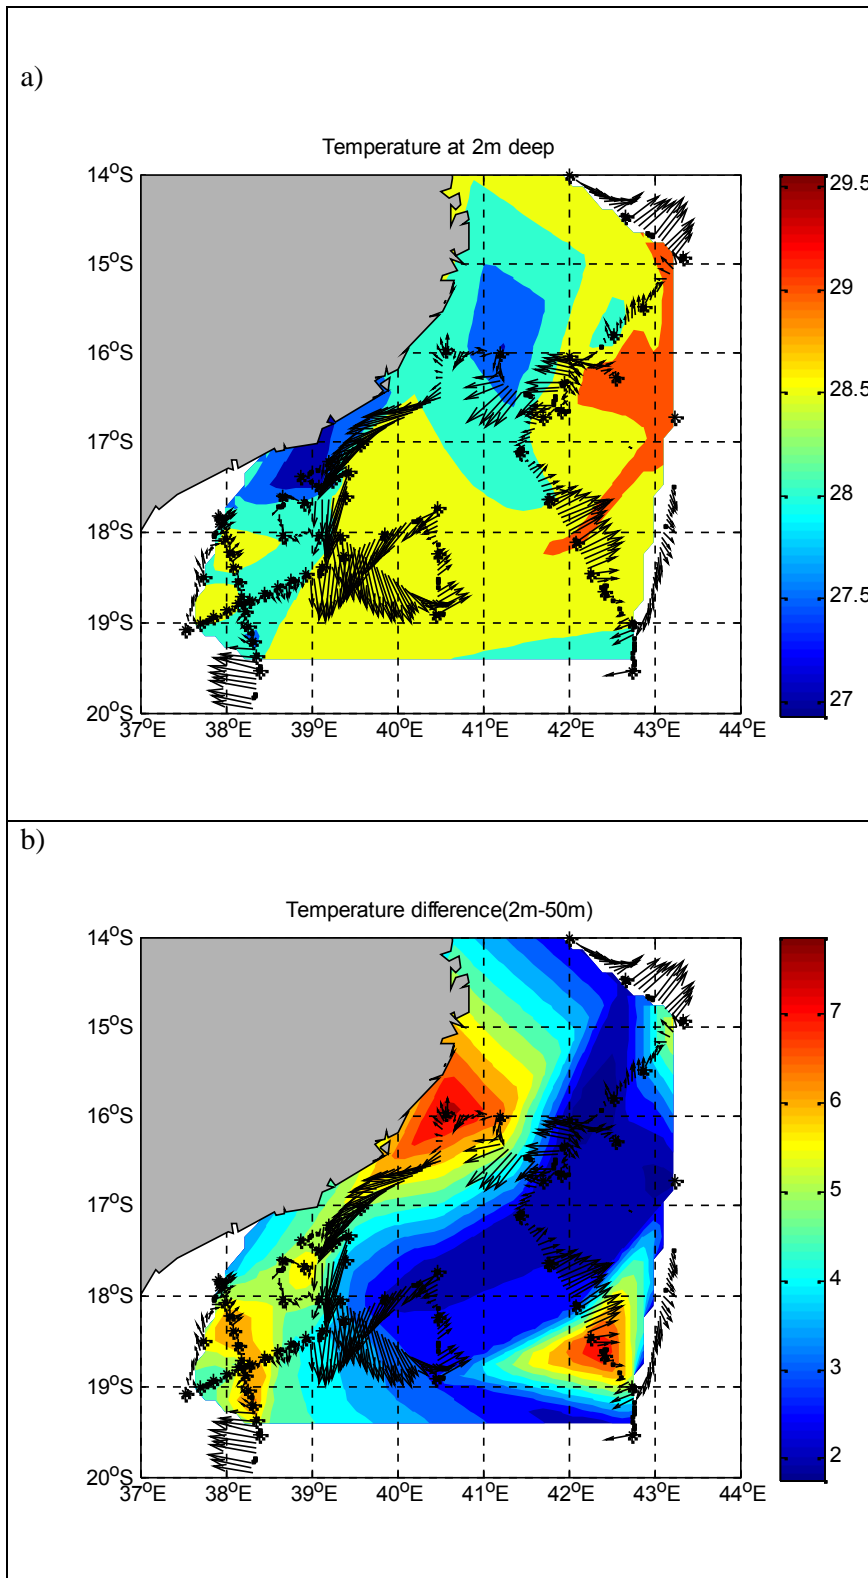 a)
Temperature at 2m deep
14°S
15°S
16°S
17°S
18°S
19°S
20°S
37°E 38°E 39°E 40°E 41°E 42°E 43°E 44°E
29.5
29
28.5
28
27.5
27
b)
Temperature difference(2m-50m)
14°S
15°S
16°S
17°S
18°S
19°S
20°S
37°E 38°E 39°E 40°E 41°E 42°E 43°E 44°E
7
6
5
4
3
2